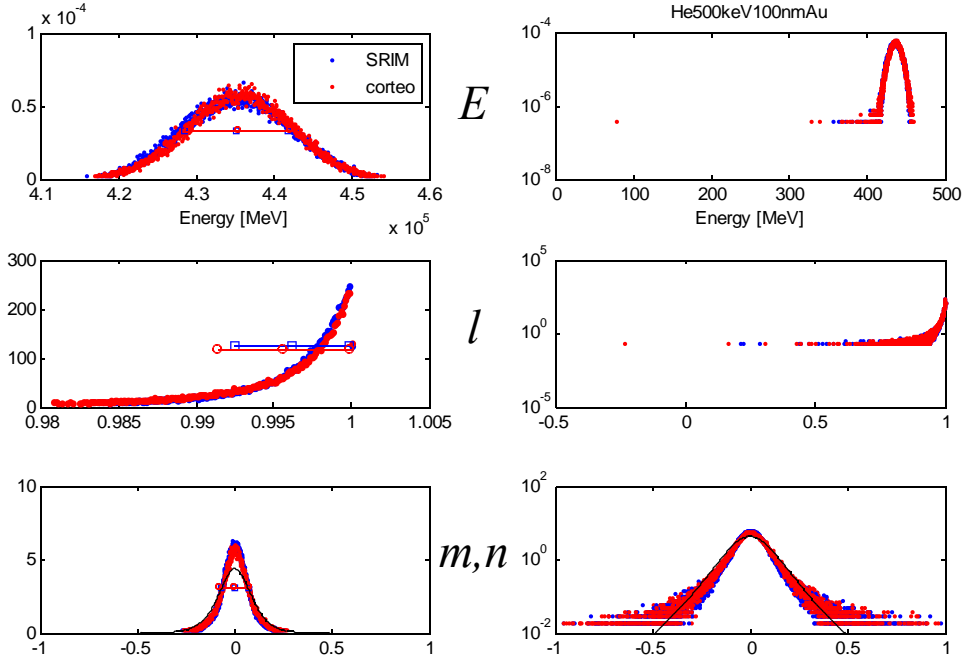 x 10^-4
He500keV100nmAu
1
0.5
0
SRIM
corteo
4.1 4.2 4.3 4.4 4.5 4.6
Energy [MeV]
x 10^5
E
10^-4
10^-6
10^-8
0 100 200 300 400 500
Energy [MeV]
300
200
100
0
0.98 0.985 0.99 0.995 1 1.005
l
10^5
10^0
10^-5
-0.5 0 0.5 1
10
5
0
-1 -0.5 0 0.5 1
m,n
10^2
10^0
10^-2
-1 -0.5 0 0.5 1